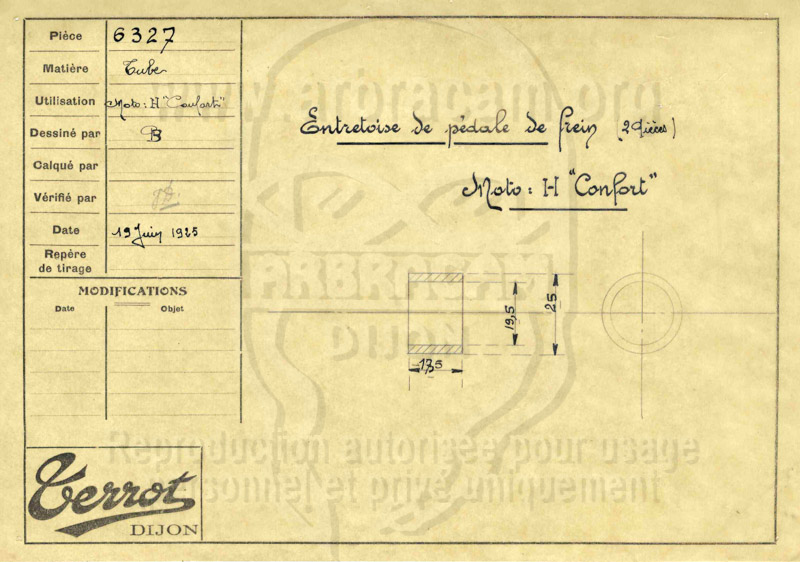 Pièce 6327
Matière Tube
Utilisation Moto : H "Confort"
Dessiné par
Calqué par
Vérifié par
Date 19 Juin 1925
Repère
de tirage
MODIFICATIONS
Date Objet
Terrot
DIJON
Entretoise de pédale de frein (2 Pièces)
Moto : H "Confort"
19,5
25
www.arbracam.org
ARBRACAM
DIJON
Reproduction autorisée pour usage
personnel et privé uniquement